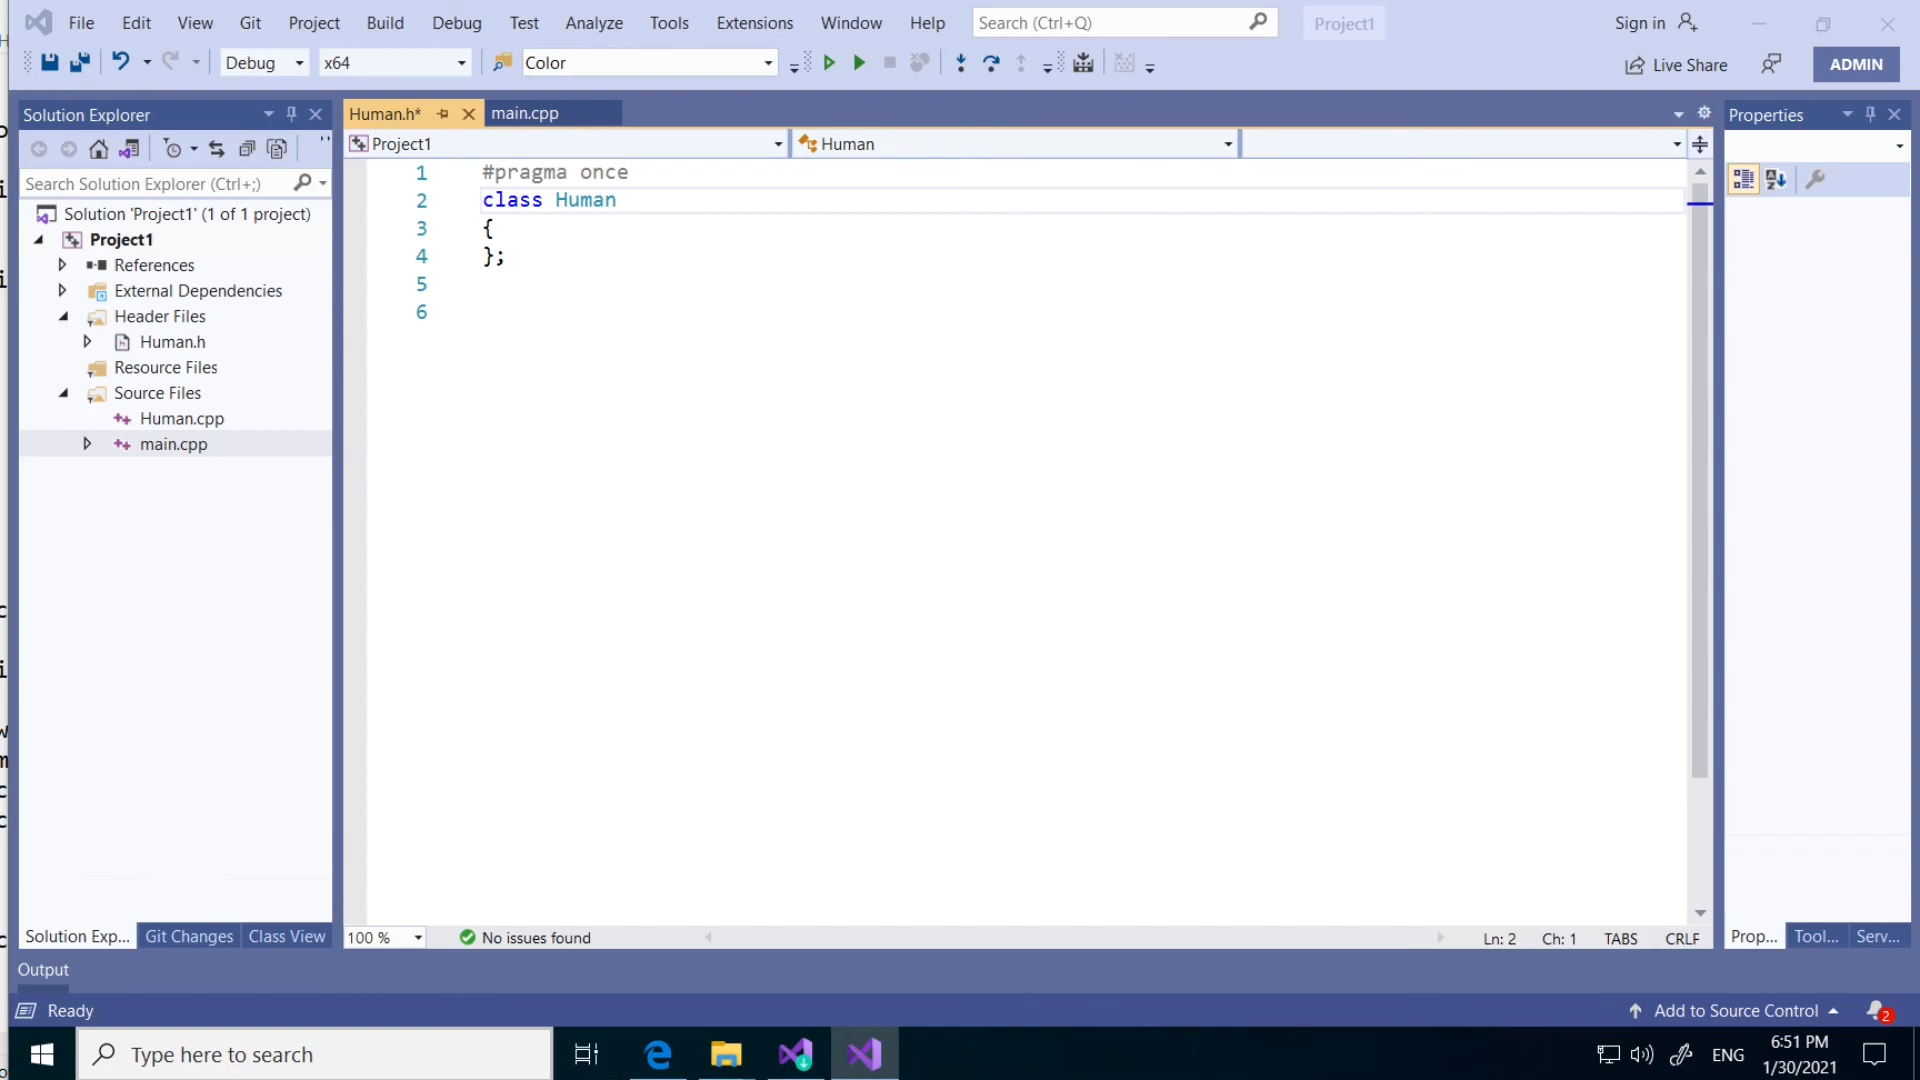 File Edit View Git Project Build Debug Test Analyze Tools Extensions Window Help Search (Ctrl+Q) Project1 Sign in
Debug x64 Color Live Share ADMIN
Solution Explorer
Search Solution Explorer (Ctrl+;)
Solution 'Project1' (1 of 1 project)
Project1
References
External Dependencies
Header Files
Human.h
Resource Files
Source Files
Human.cpp
main.cpp
Solution Exp... Git Changes Class View
Human.h* main.cpp
Project1 Human
1 #pragma once
2 class Human
3 {
4 };
5
6
100 % No issues found Ln: 2 Ch: 1 TABS CRLF
Properties
Prop... Tool... Serv...
Output
Ready Add to Source Control 2
Type here to search ENG 6:51 PM
1/30/2021